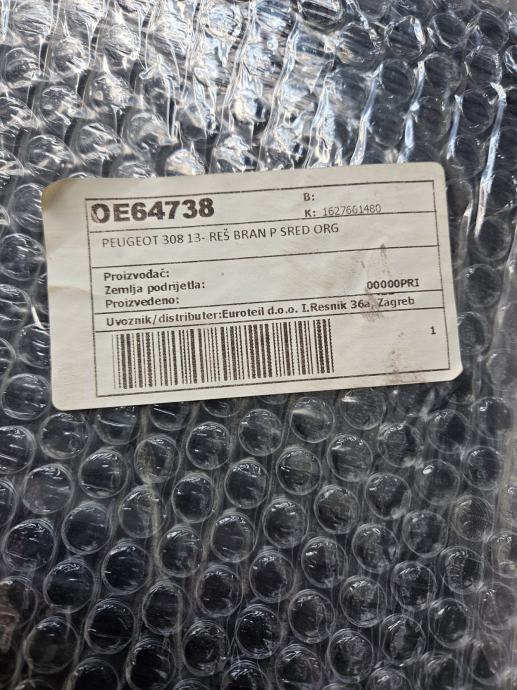 OE64738
B:
K: 1627661480
PEUGEOT 308 13- REŠ BRAN P SRED ORG
Proizvođač:
Zemlja podrijetla: 00000PRI
Proizvedeno:
Uvoznik/distributer:Euroteil d.o.o. I.Resnik 36a, Zagreb
1